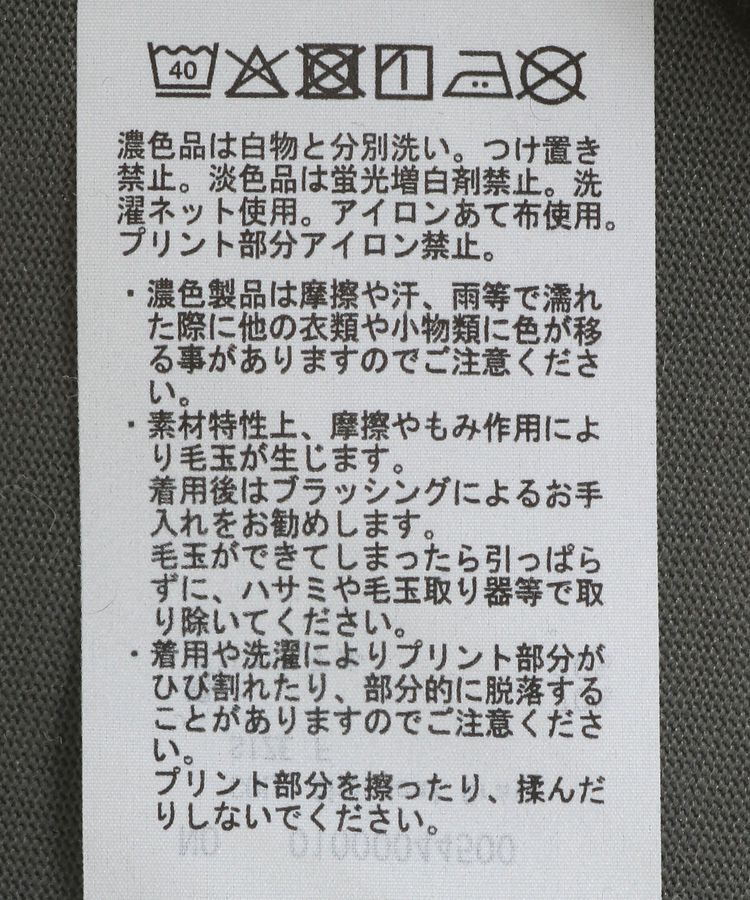 40
濃色品は白物と分別洗い。つけ置き
禁止。淡色品は蛍光増白剤禁止。洗
濯ネット使用。アイロンあて布使用。
プリント部分アイロン禁止。
・濃色製品は摩擦や汗、雨等で濡れ
た際に他の衣類や小物類に色が移
る事がありますのでご注意くださ
い。
・素材特性上、摩擦やもみ作用によ
り毛玉が生じます。
着用後はブラッシングによるお手
入れをお勧めします。
毛玉ができてしまったら引っぱら
ずに、ハサミや毛玉取り器等で取
り除いてください。
・着用や洗濯によりプリント部分が
ひび割れたり、部分的に脱落する
ことがありますのでご注意くださ
い。
SIZE F
プリント部分を擦ったり、揉んだ
りしないでください。
NO 01000044500